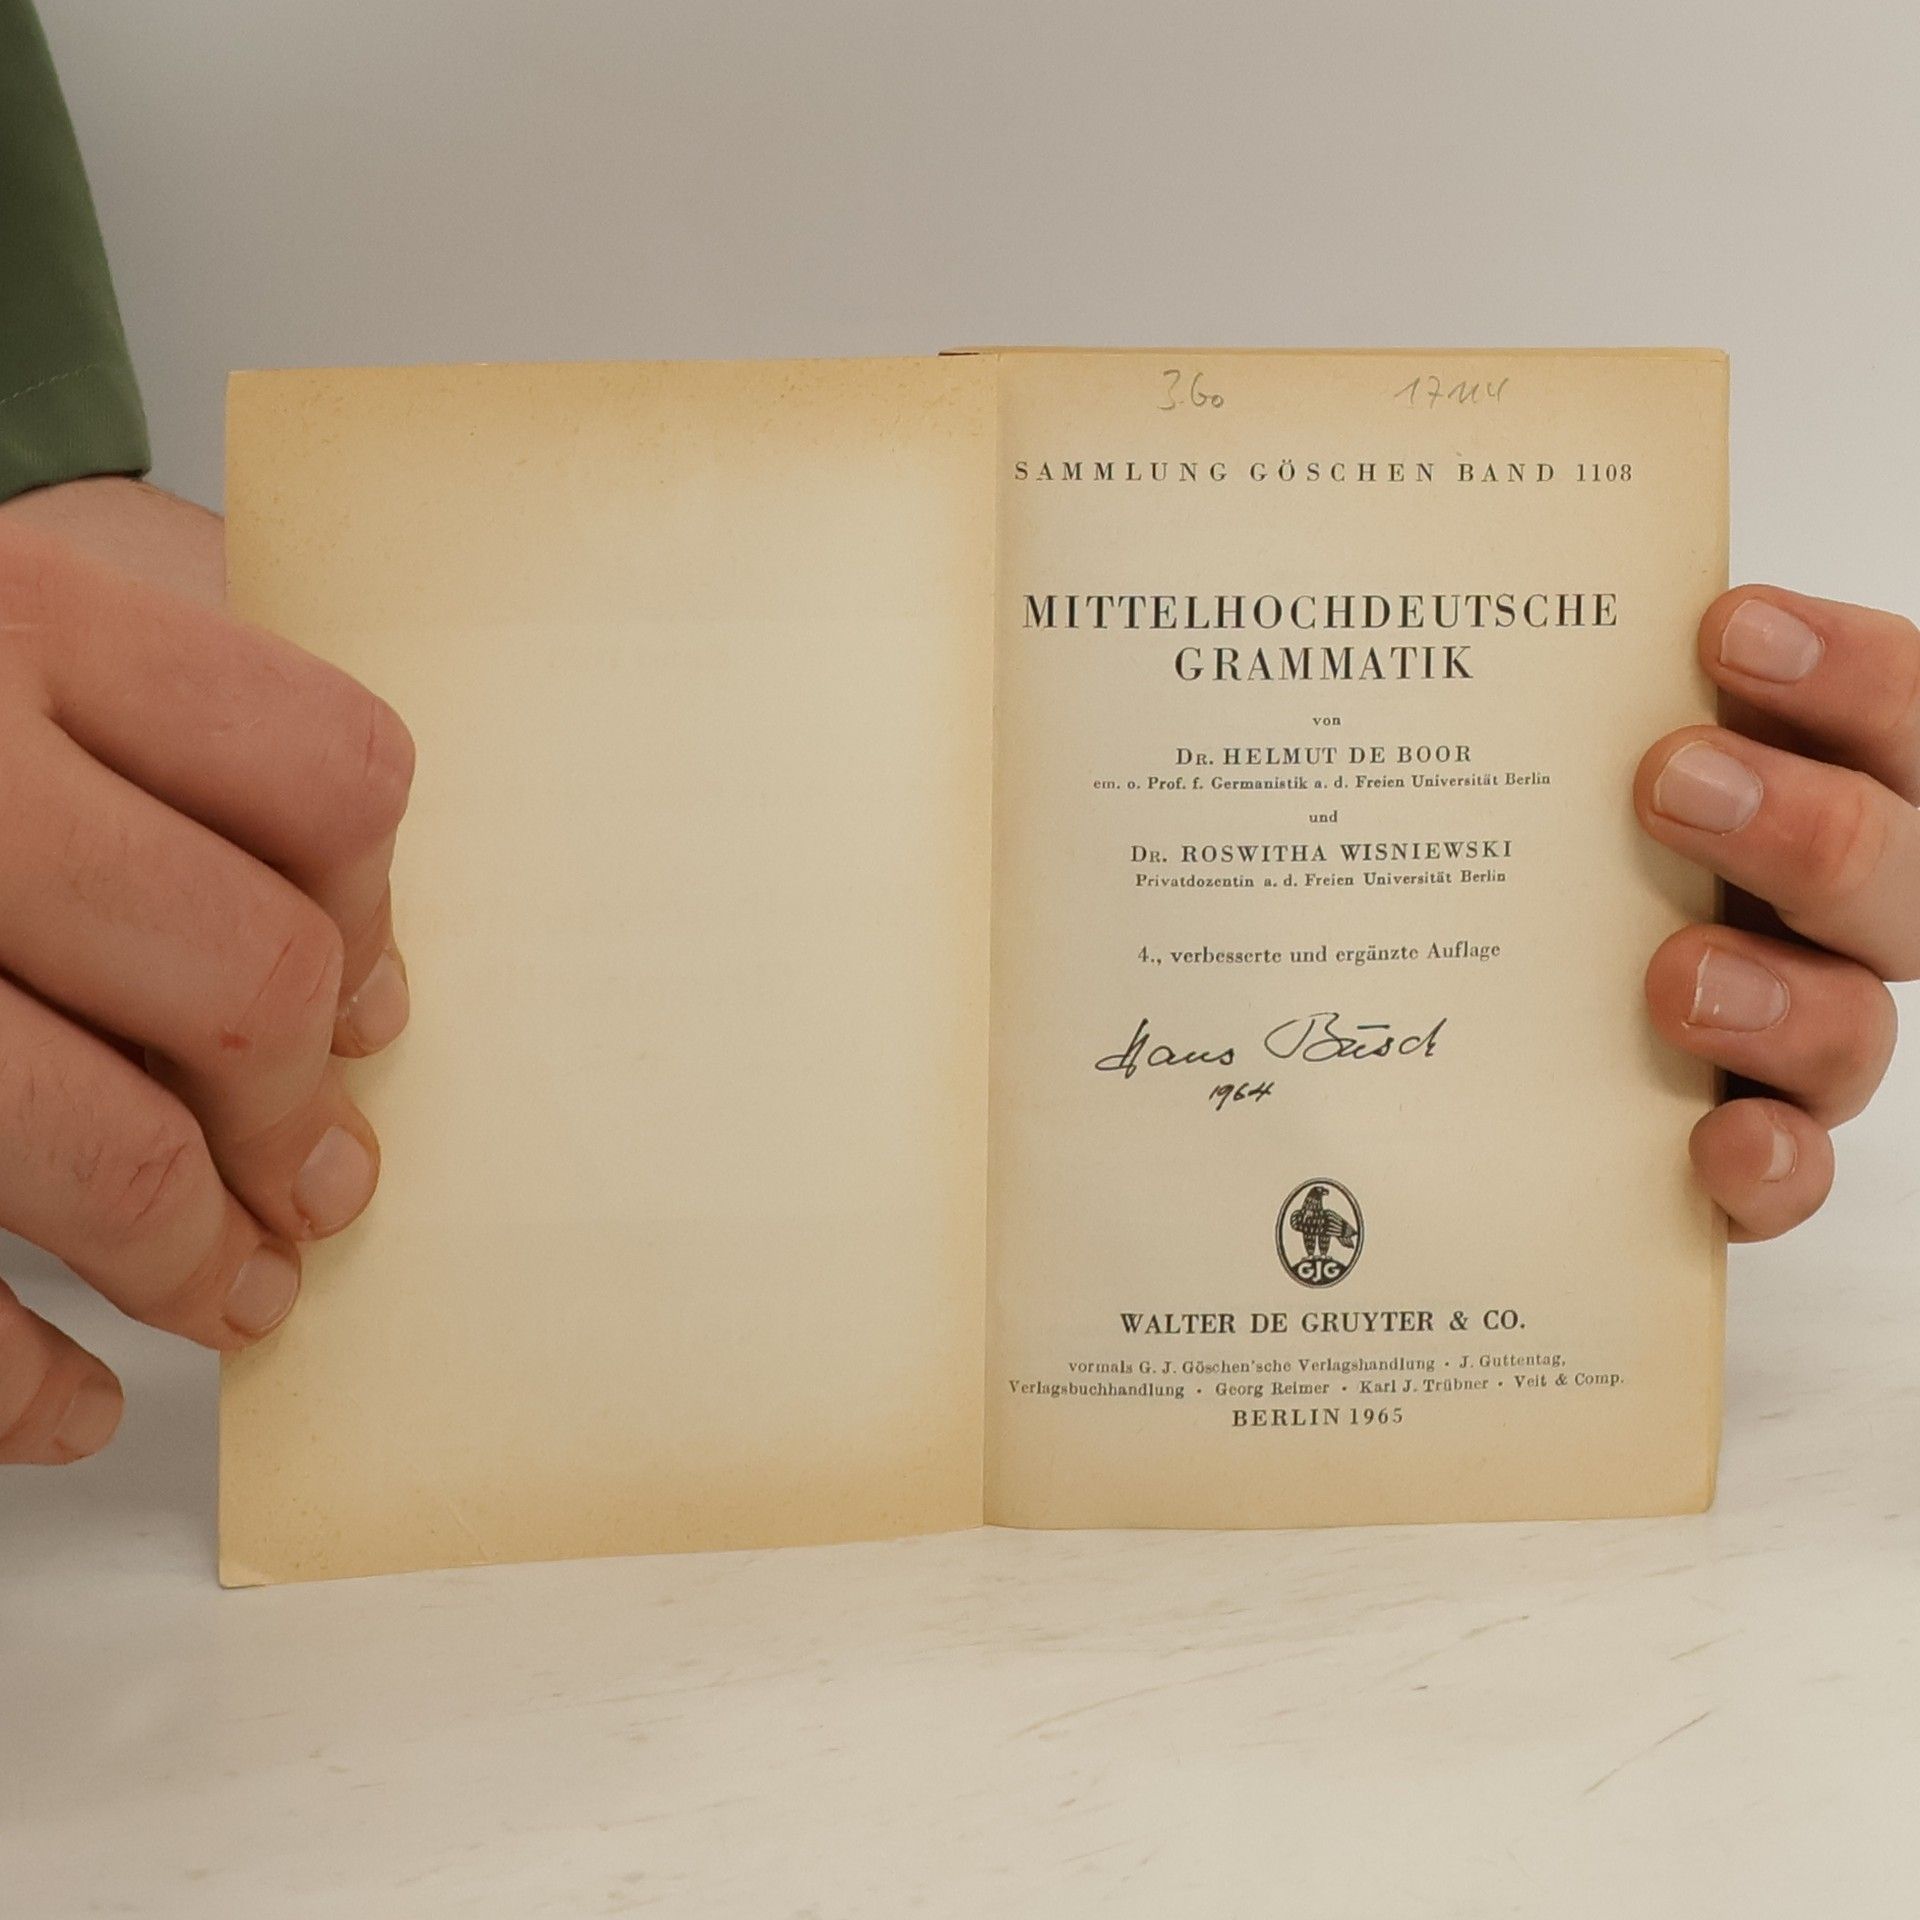 3.60 17114
SAMMLUNG GÖSCHEN BAND 1108
MITTELHOCHDEUTSCHE
GRAMMATIK
von
DR. HELMUT DE BOOR
em. o. Prof. f. Germanistik a. d. Freien Universität Berlin
und
DR. ROSWITHA WISNIEWSKI
Privatdozentin a. d. Freien Universität Berlin
4., verbesserte und ergänzte Auflage
Hans Busch
1964
GJG
WALTER DE GRUYTER & CO.
vormals G. J. Göschen'sche Verlagshandlung · J. Guttentag,
Verlagsbuchhandlung · Georg Reimer · Karl J. Trübner · Veit & Comp.
BERLIN 1965